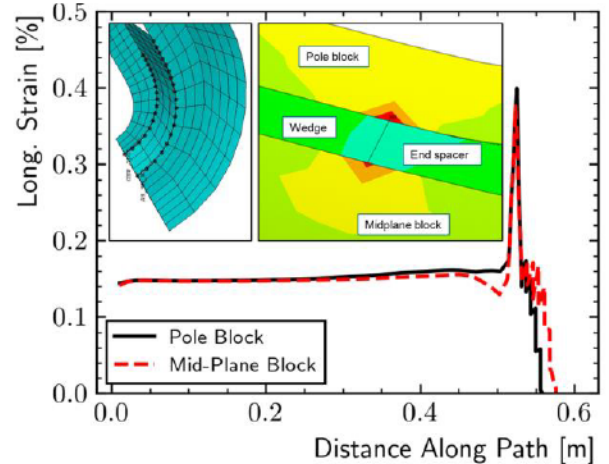 0.5
0.4
0.3
0.2
0.1
0.0
Long. Strain [%]
Pole block
Wedge
End spacer
Midplane block
Pole Block
Mid-Plane Block
0.0
0.2
0.4
0.6
Distance Along Path [m]